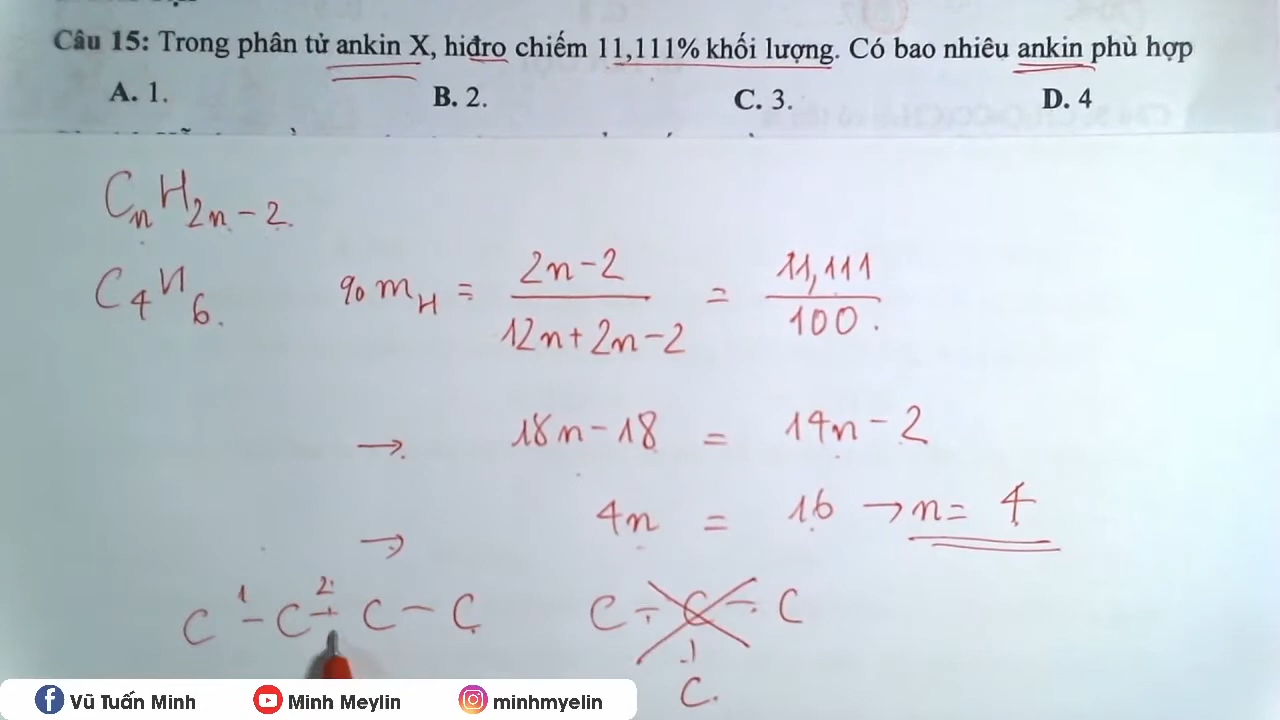 Câu 15: Trong phân tử ankin X, hiđro chiếm 11,111% khối lượng. Có bao nhiêu ankin phù hợp
A. 1. B. 2. C. 3. D. 4
CnH2n-2.
C4H6. % mH = (2n-2)/(12n+2n-2) = 11,111/100.
→ 18n-18 = 14n-2
→ 4n = 16 → n = 4
C -1 C -2 C - C C - C - C
C.
Vũ Tuấn Minh Minh Meylin minhmyelin